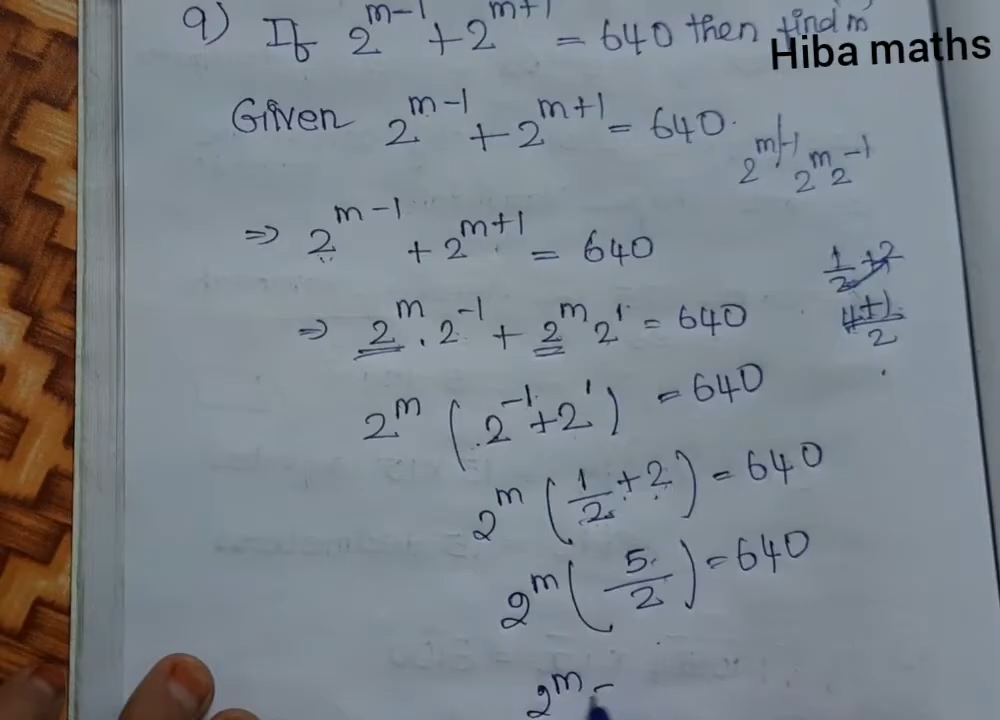 9) If 2^{m-1} + 2^{m+1} = 640 then find m
Hiba maths
Given 2^{m-1} + 2^{m+1} = 640.
2^{m-1} 2^m 2^{-1}
⇒ 2^{m-1} + 2^{m+1} = 640
1/2 + 2
⇒ 2^m . 2^{-1} + 2^m 2^1 = 640
4+1/2
2^m (2^{-1} + 2^1) = 640
2^m (1/2 + 2) = 640
2^m (5/2) = 640
2^m =